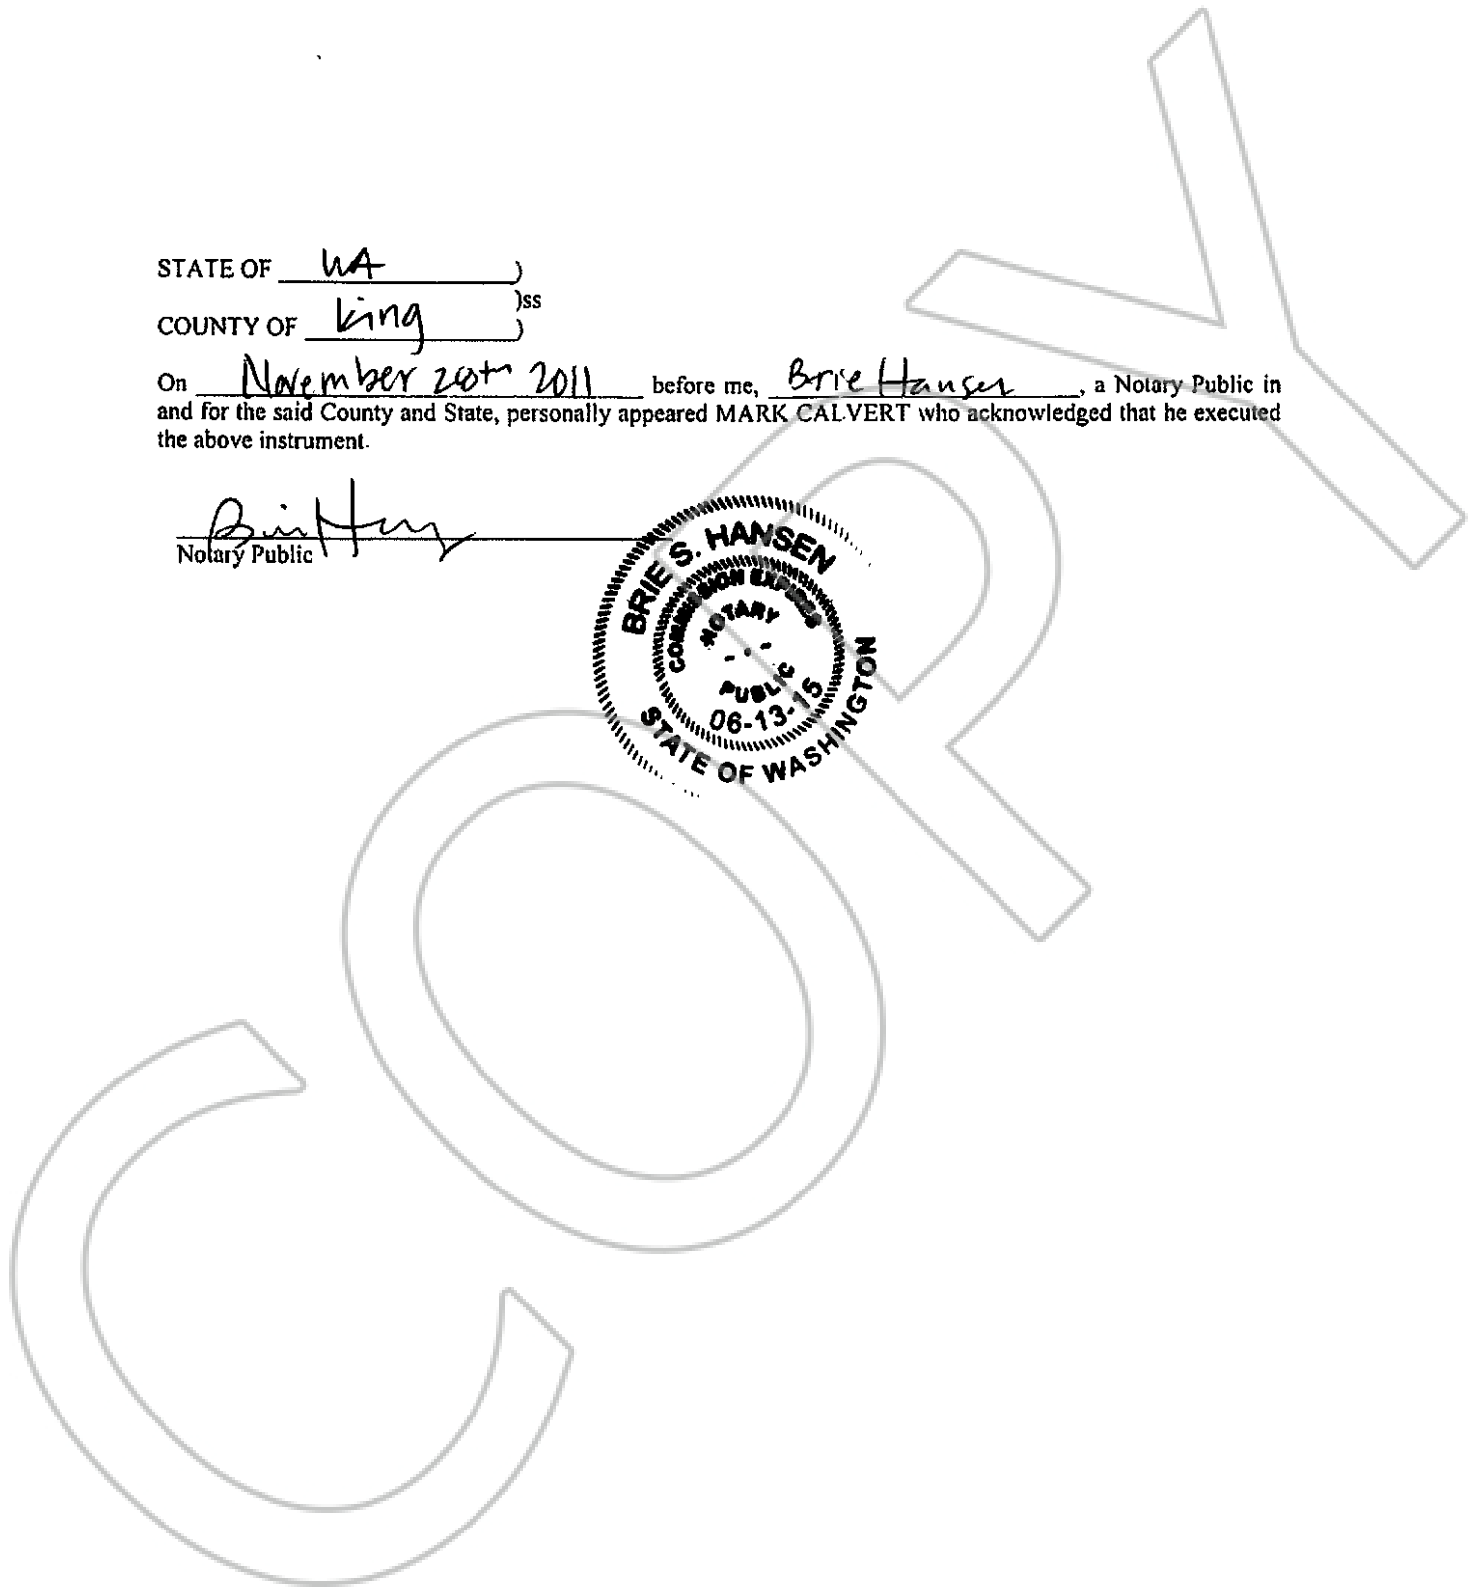 STATE OF WA )
)ss
COUNTY OF King )
On November 20th 2011 before me, Brie Hansen, a Notary Public in
and for the said County and State, personally appeared MARK CALVERT who acknowledged that he executed
the above instrument.
Notary Public
BRIE S. HANSEN
COMMISSION EXPIRES
NOTARY
PUBLIC
06-13-15
STATE OF WASHINGTON
COPY